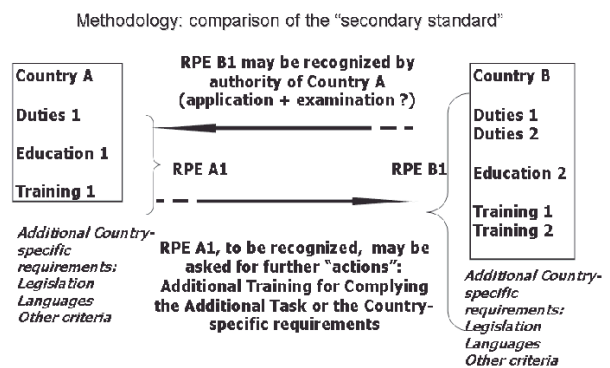 Methodology: comparison of the “secondary standard”
RPE B1 may be recognized by
authority of Country A
(application + examination ?)
Country A
Duties 1
Education 1
Training 1
RPE A1
RPE B1
Country B
Duties 1
Duties 2
Education 2
Training 1
Training 2
Additional Country-
specific
requirements:
Legislation
Languages
Other criteria
RPE A1, to be recognized, may be
asked for further “actions”:
Additional Training for Complying
the Additional Task or the Country-
specific requirements
Additional Country-
specific
requirements:
Legislation
Languages
Other criteria